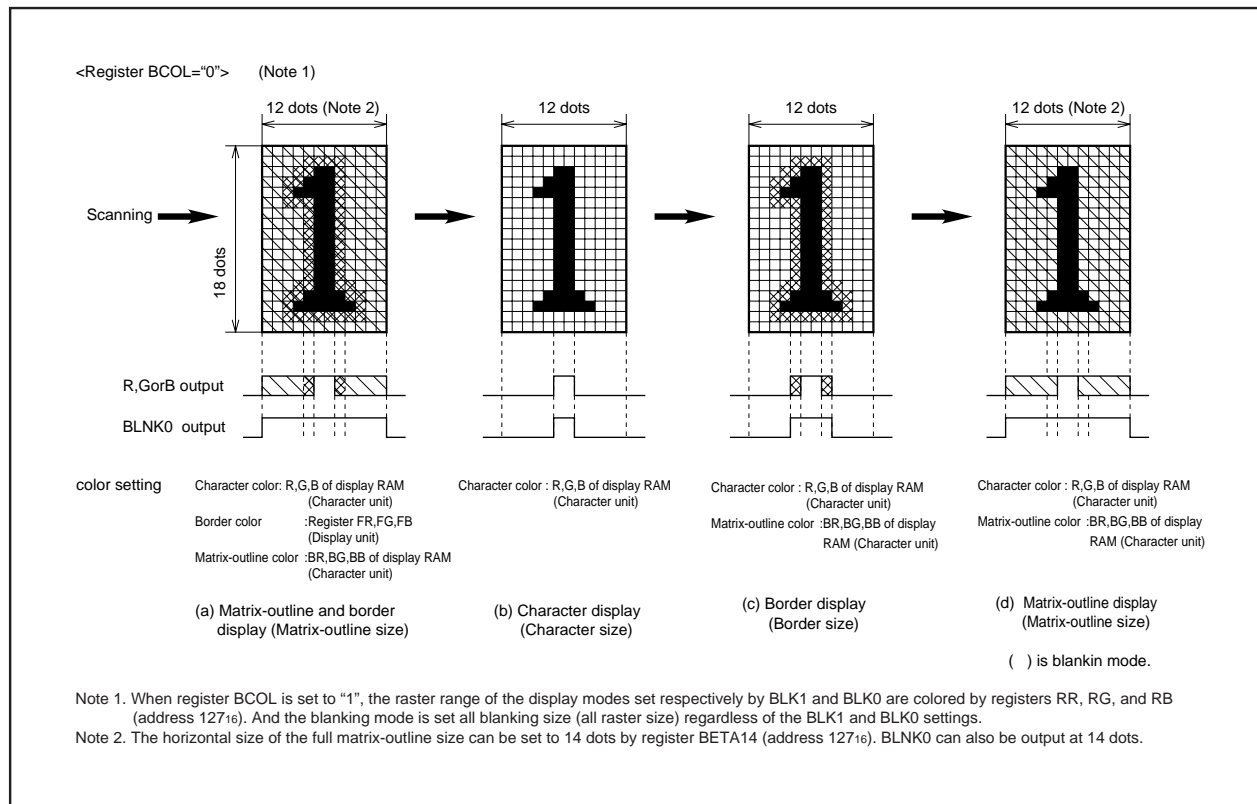 <Register BCOL=“0”> (Note 1)
12 dots (Note 2) 12 dots 12 dots 12 dots (Note 2)
Scanning
18 dots
R,GorB output
BLNK0 output
color setting
Character color: R,G,B of display RAM
(Character unit)
Border color :Register FR,FG,FB
(Display unit)
Matrix-outline color :BR,BG,BB of display RAM
(Character unit)
(a) Matrix-outline and border
display (Matrix-outline size)
Character color : R,G,B of display RAM
(Character unit)
(b) Character display
(Character size)
Character color : R,G,B of display RAM
(Character unit)
Matrix-outline color :BR,BG,BB of display
RAM (Character unit)
(c) Border display
(Border size)
Character color : R,G,B of display RAM
(Character unit)
Matrix-outline color :BR,BG,BB of display
RAM (Character unit)
(d) Matrix-outline display
(Matrix-outline size)
( ) is blankin mode.
Note 1. When register BCOL is set to “1”, the raster range of the display modes set respectively by BLK1 and BLK0 are colored by registers RR, RG, and RB
(address 12716). And the blanking mode is set all blanking size (all raster size) regardless of the BLK1 and BLK0 settings.
Note 2. The horizontal size of the full matrix-outline size can be set to 14 dots by register BETA14 (address 12716). BLNK0 can also be output at 14 dots.